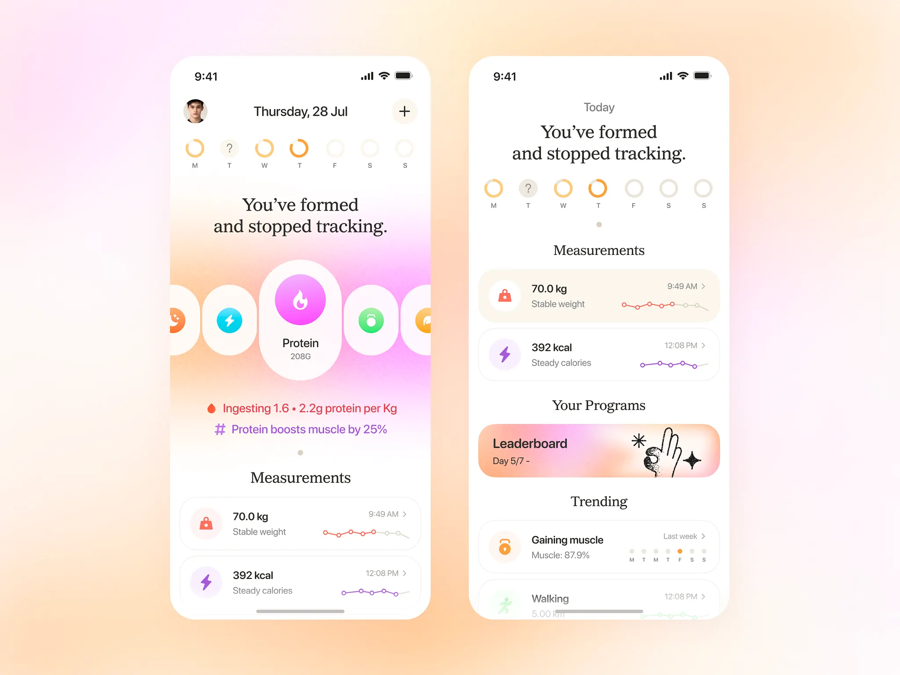 9:41
Thursday, 28 Jul
+
?
M T W T F S S
You've formed
and stopped tracking.
Protein
208G
Ingesting 1.6 • 2.2g protein per Kg
# Protein boosts muscle by 25%
Measurements
70.0 kg
9:49 AM >
Stable weight
392 kcal
12:08 PM >
Steady calories
9:41
Today
You've formed
and stopped tracking.
?
M T W T F S S
Measurements
70.0 kg
9:49 AM >
Stable weight
392 kcal
12:08 PM >
Steady calories
Your Programs
Leaderboard
Day 5/7 -
Trending
Gaining muscle
Last week >
Muscle: 87.9%
M T W T F S S
Walking
12:08 PM >
5.00 km